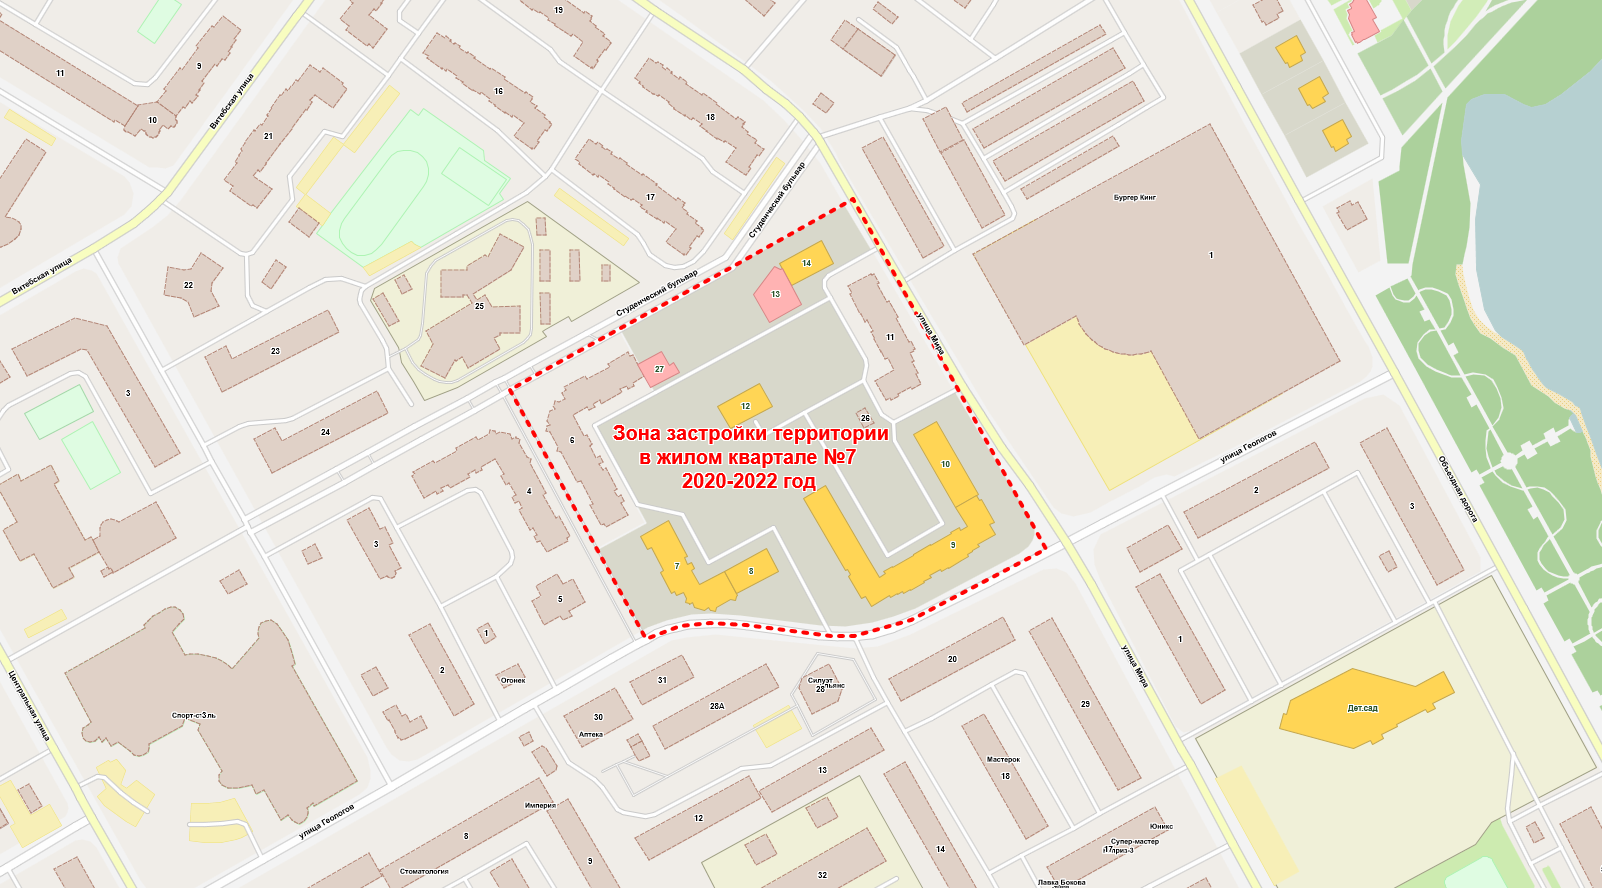 19
11
9
10
Витебская улица
21
16
18
17
Студенческий бульвар
Бургер Кинг
1
Витебская улица
22
25
Студенческий бульвар
14
13
11
улица Мира
23
3
24
27
12
26
6
Зона застройки территории
в жилом квартале №7
2020-2022 год
10
9
7
8
4
3
5
1
2
Огонек
улица Геологов
2
3
Объездная дорога
1
улица Мира
20
29
31
28А
Силуэт
28
30
Аптека
Центральная улица
Дет.сад
Мастерок
18
13
12
Империя
улица Геологов
8
9
Стоматология
14
32
Юникс
Супер-мастер
17
Лавка Бокова